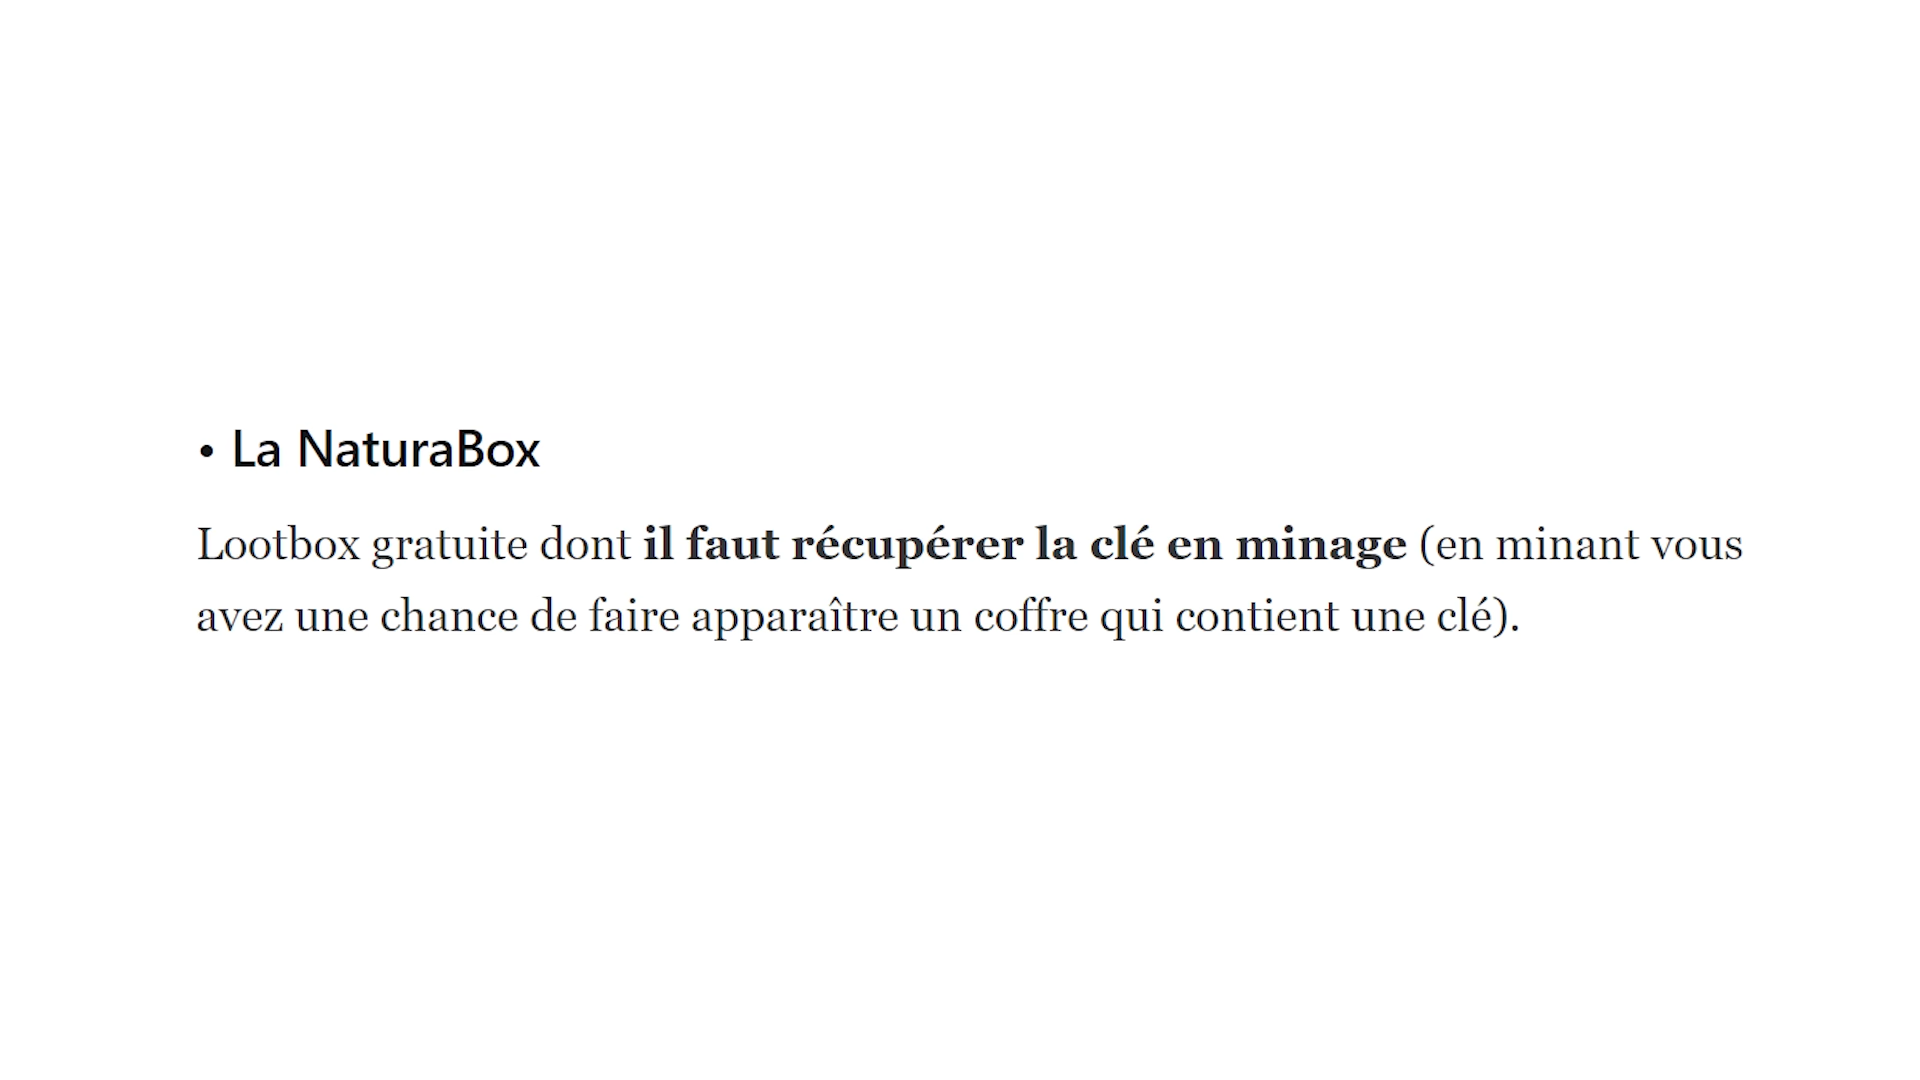 • La NaturaBox
Lootbox gratuite dont il faut récupérer la clé en minage (en minant vous
avez une chance de faire apparaître un coffre qui contient une clé).